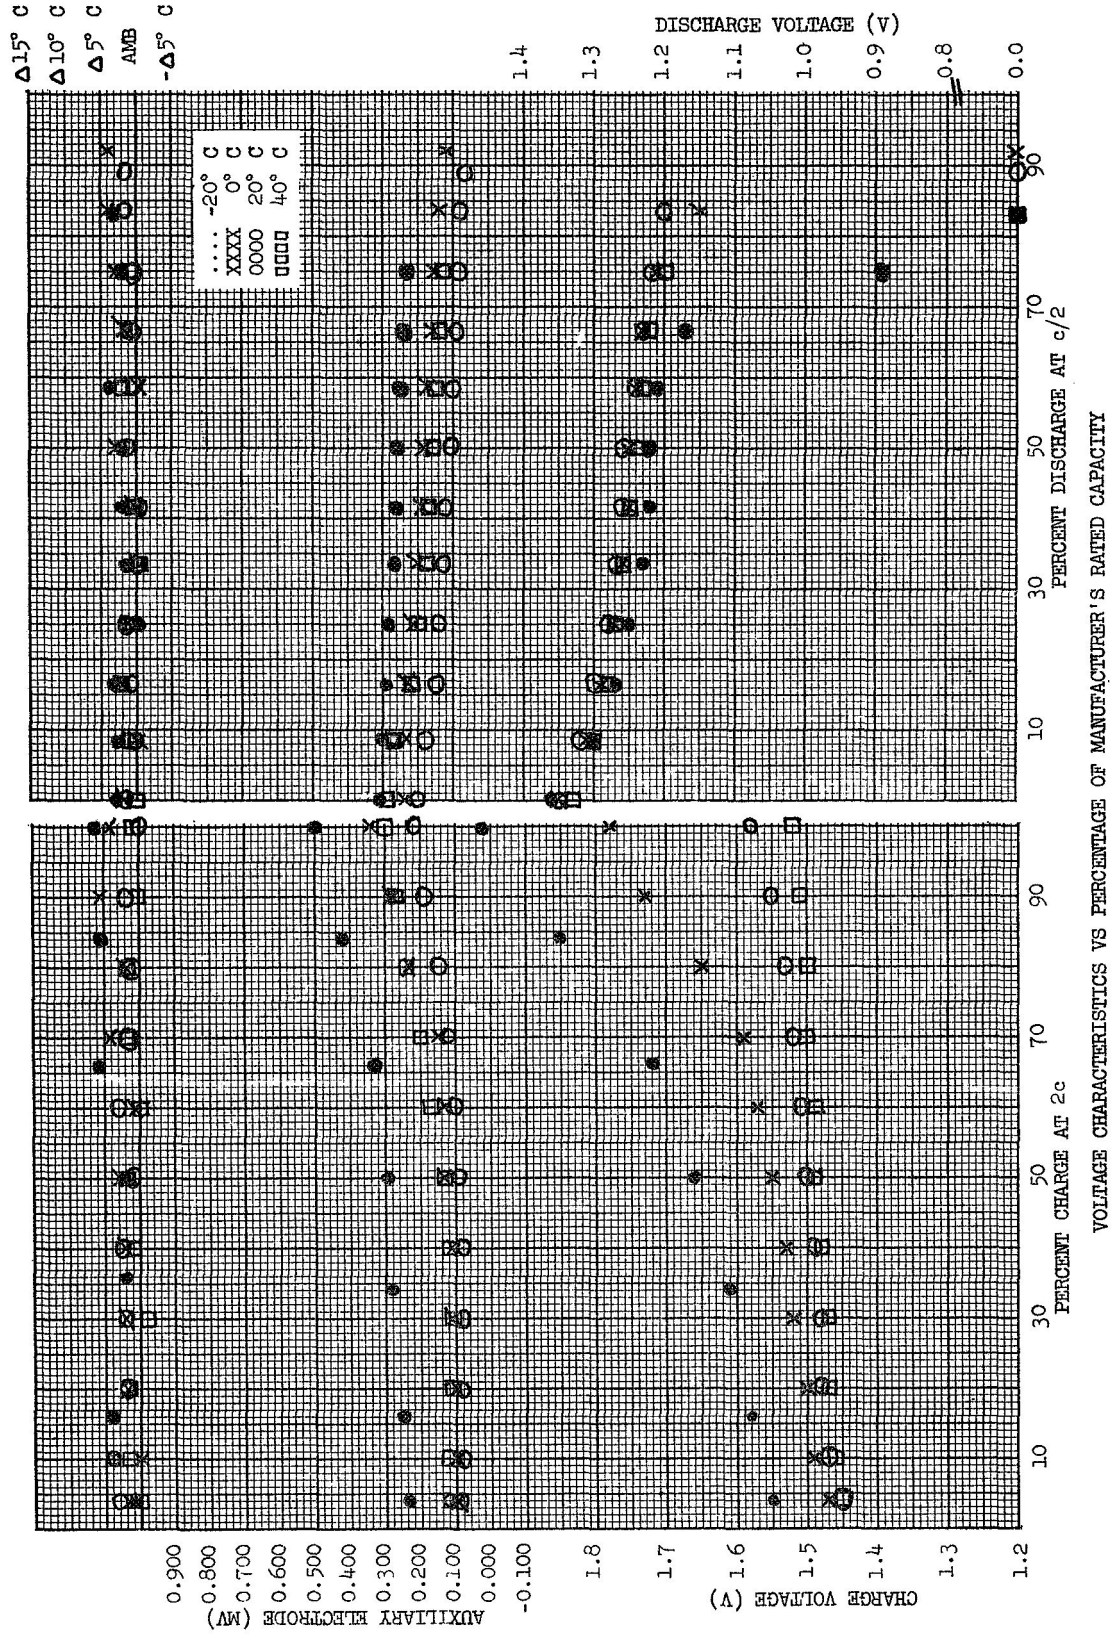 Δ15° C
Δ10° C
Δ5° C
AMB
-Δ5° C
.... -20° C
XXXX 0° C
OOOO 20° C
□□□□ 40° C
DISCHARGE VOLTAGE (V)
1.4
1.3
1.2
1.1
1.0
0.9
0.8
0.0
0.900
0.800
0.700
0.600
0.500
0.400
0.300
0.200
0.100
0.000
-0.100
AUXILIARY ELECTRODE (MV)
1.8
1.7
1.6
1.5
1.4
1.3
1.2
CHARGE VOLTAGE (V)
10
30
50
70
90
10
30
50
70
90
PERCENT CHARGE AT 2c
PERCENT DISCHARGE AT c/2
VOLTAGE CHARACTERISTICS VS PERCENTAGE OF MANUFACTURER'S RATED CAPACITY